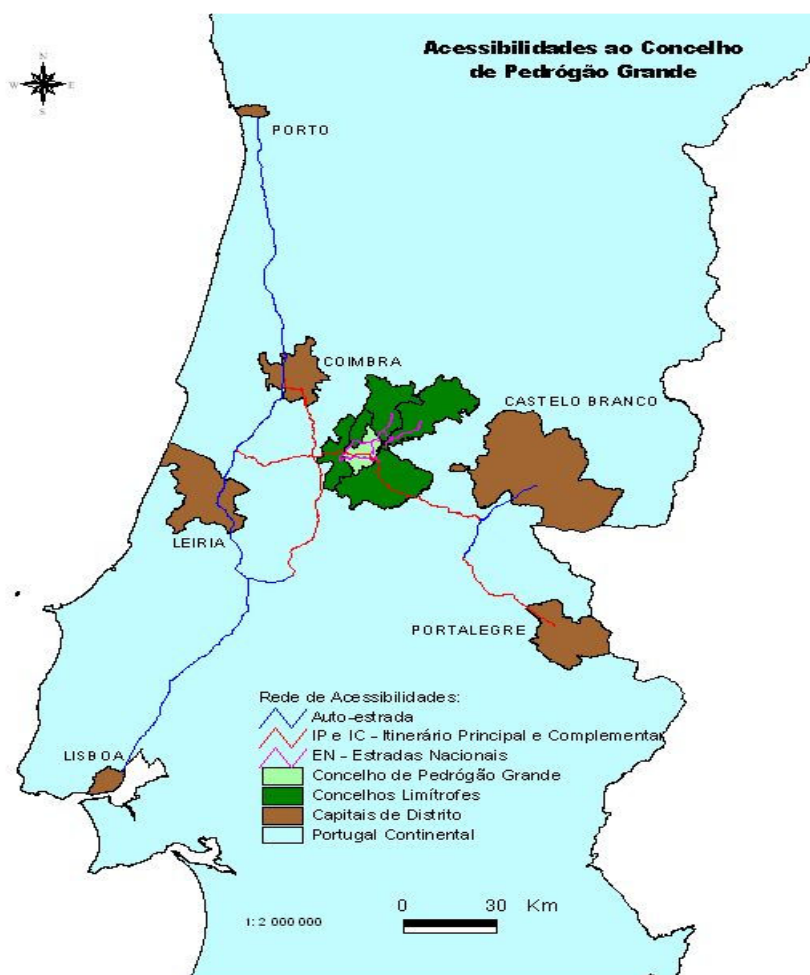 Acessibilidades ao Concelho
de Pedrógão Grande
N
W E
S
PORTO
COIMBRA
CASTELO BRANCO
LEIRIA
PORTALEGRE
LISBOA
Rede de Acessibilidades:
Auto-estrada
IP e IC - Itinerário Principal e Complementar
EN - Estradas Nacionais
Concelho de Pedrógão Grande
Concelhos Limítrofes
Capitais de Distrito
Portugal Continental
1: 2 000 000
0 30 Km